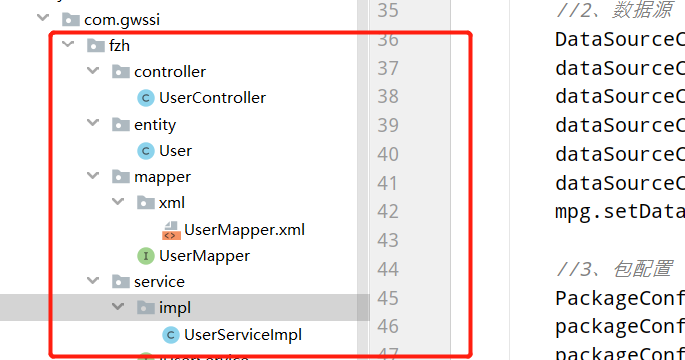 com.gwssi
fzh
controller
UserController
entity
User
mapper
xml
UserMapper.xml
UserMapper
service
impl
UserServiceImpl
35
36
37
38
39
40
41
42
43
44
45
46
//2、数据源
DataSourceC
dataSourceC
dataSourceC
dataSourceC
dataSourceC
dataSourceC
mpg.setData
//3、包配置
PackageConf
packageConf
packageConf